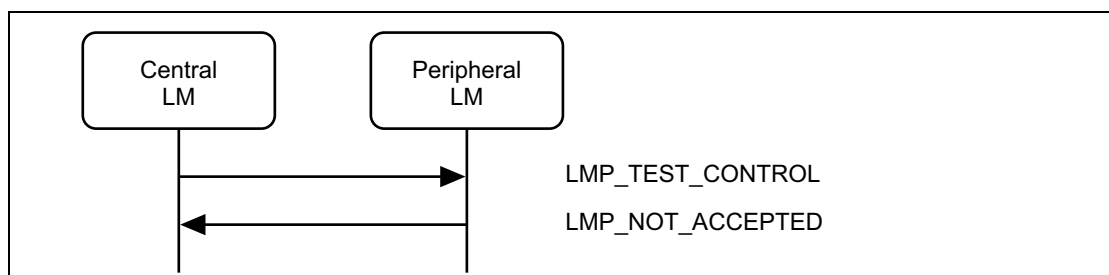 Central
LM
Peripheral
LM
LMP_TEST_CONTROL
LMP_NOT_ACCEPTED